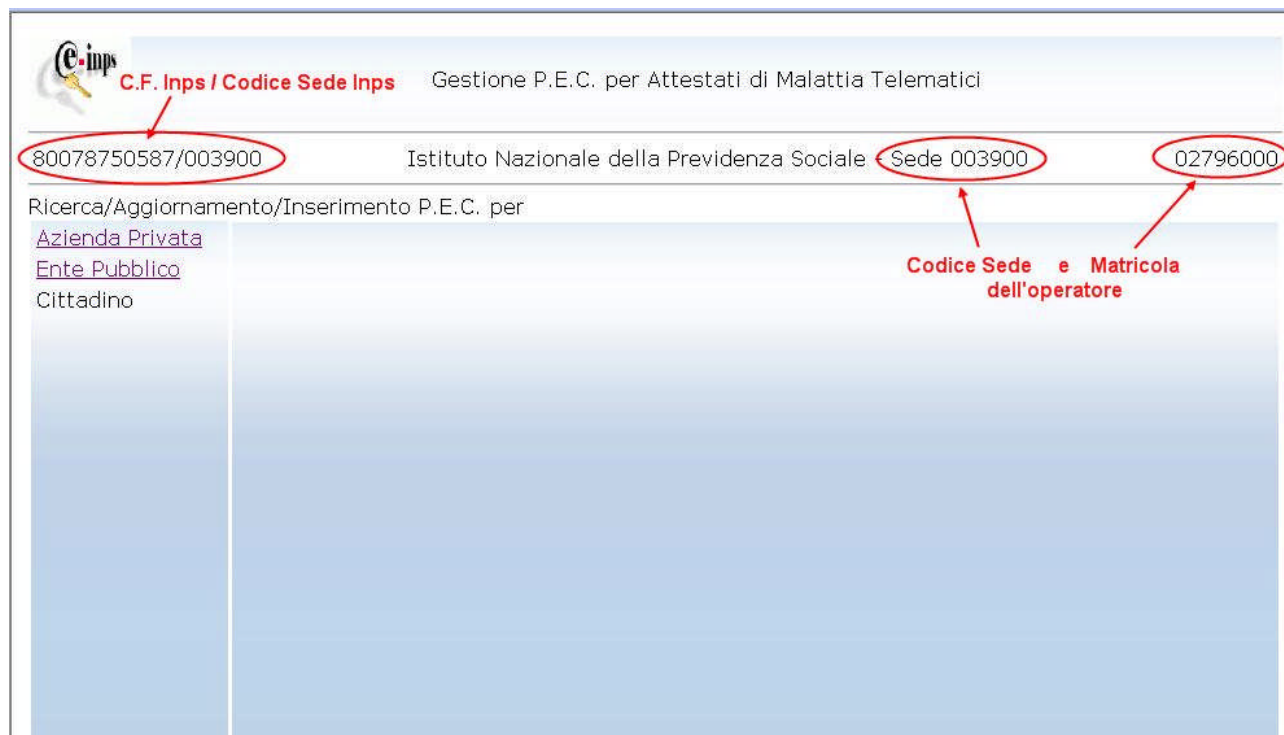 e-inps
C.F. Inps / Codice Sede Inps
Gestione P.E.C. per Attestati di Malattia Telematici
80078750587/003900
Istituto Nazionale della Previdenza Sociale - Sede 003900
02796000
Ricerca/Aggiornamento/Inserimento P.E.C. per
Azienda Privata
Ente Pubblico
Cittadino
Codice Sede e Matricola
dell'operatore